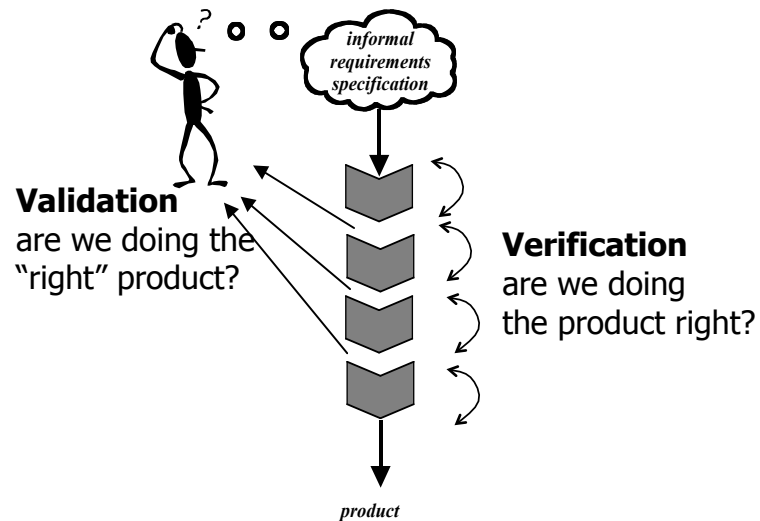 ?
informal
requirements
specification
Validation
are we doing the
“right” product?
Verification
are we doing
the product right?
product